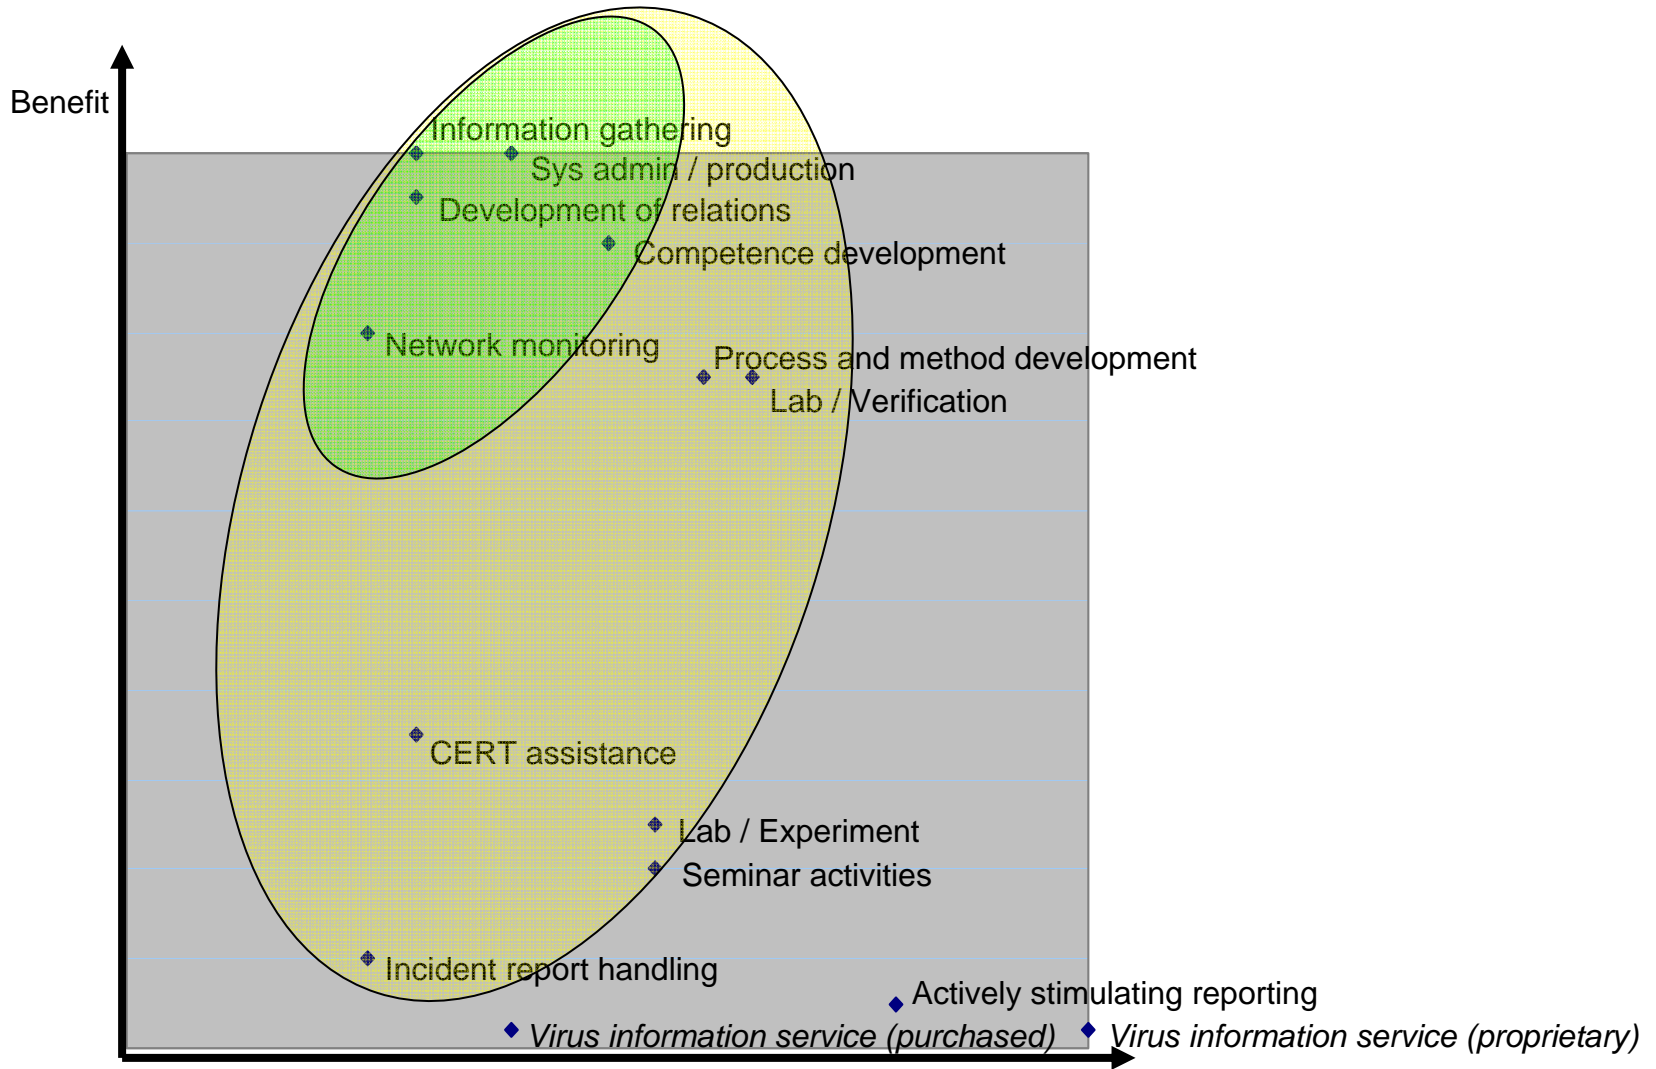 Benefit
Information gathering
Sys admin / production
Development of relations
Competence development
Network monitoring
Process and method development
Lab / Verification
CERT assistance
Lab / Experiment
Seminar activities
Incident report handling
Actively stimulating reporting
Virus information service (purchased)
Virus information service (proprietary)